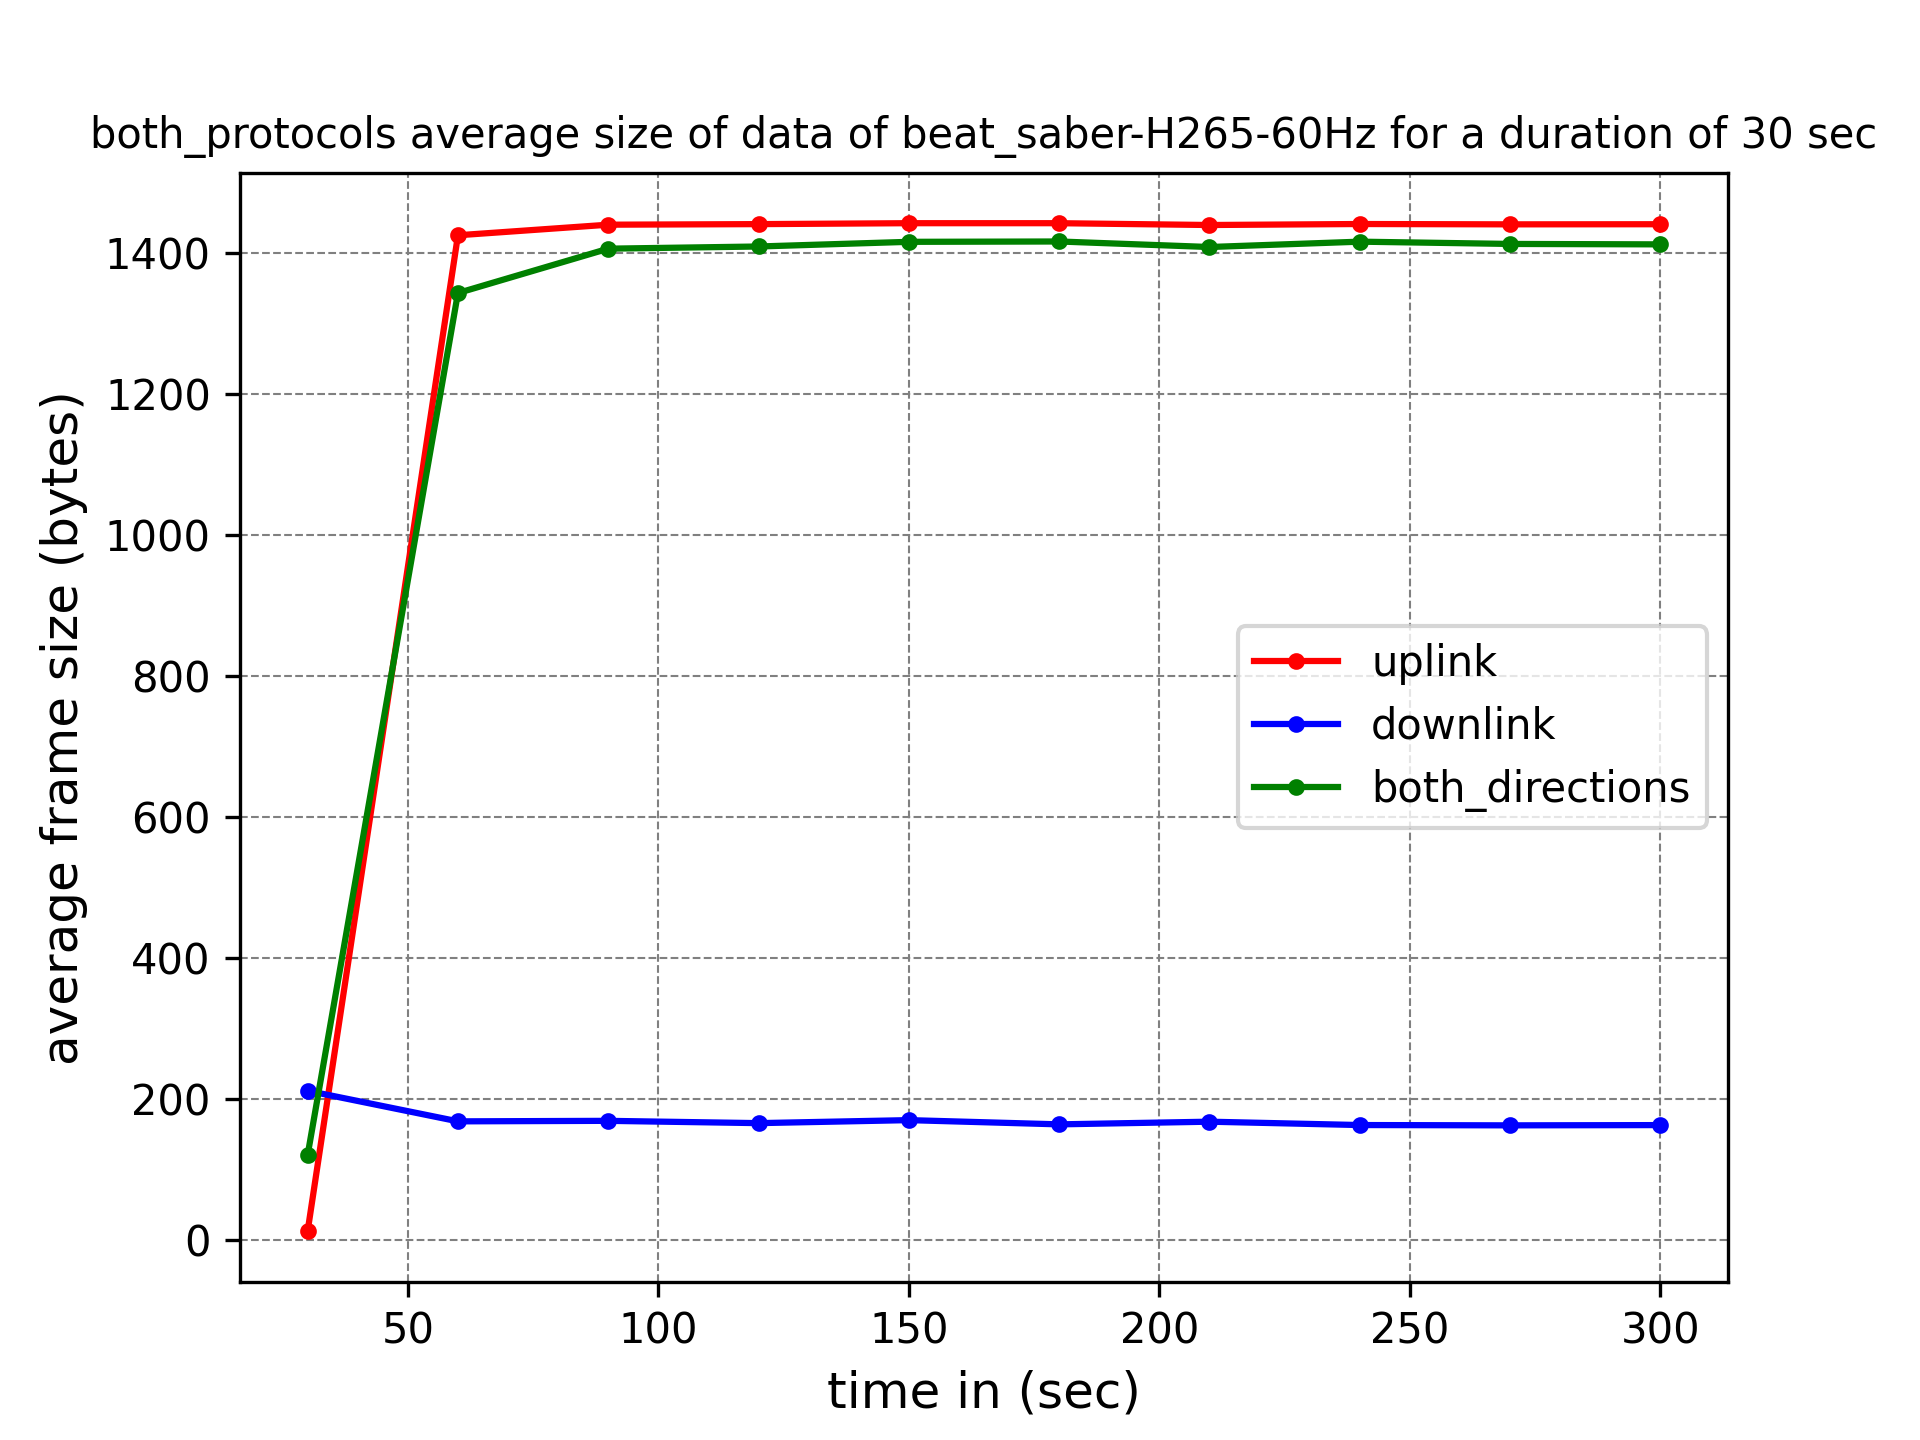 both_protocols average size of data of beat_saber-H265-60Hz for a duration of 30 sec
average frame size (bytes)
1400
1200
1000
800
600
400
200
0
uplink
downlink
both_directions
50 100 150 200 250 300
time in (sec)